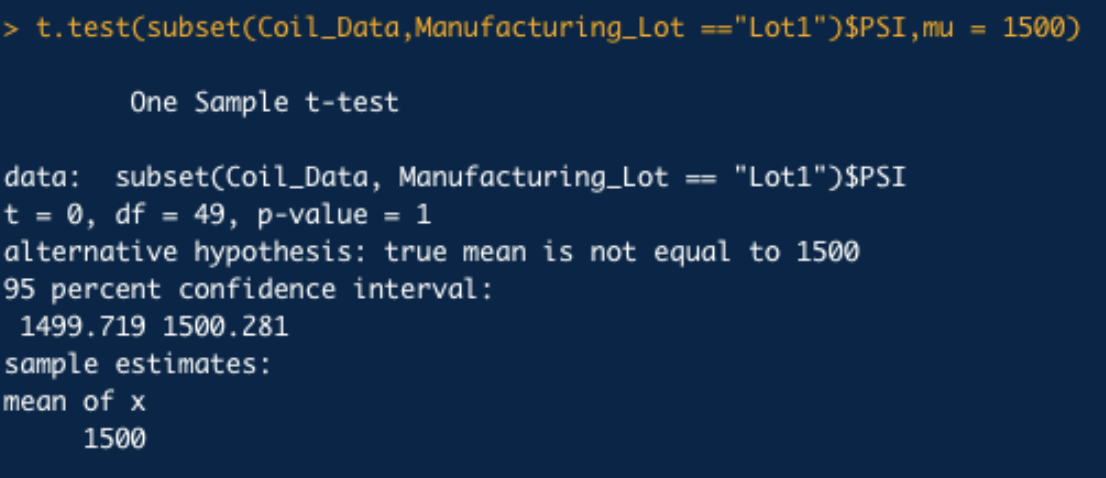 > t.test(subset(Coil_Data,Manufacturing_Lot =="Lot1")$PSI,mu = 1500)
One Sample t-test
data:  subset(Coil_Data, Manufacturing_Lot == "Lot1")$PSI
t = 0, df = 49, p-value = 1
alternative hypothesis: true mean is not equal to 1500
95 percent confidence interval:
1499.719 1500.281
sample estimates:
mean of x
1500